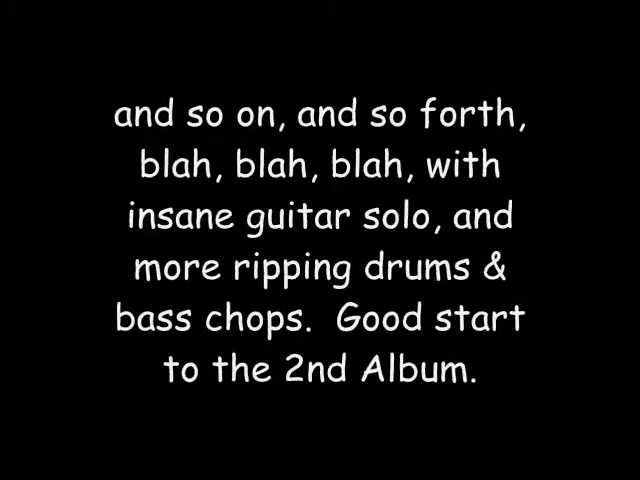 and so on, and so forth,
blah, blah, blah, with
insane guitar solo, and
more ripping drums &
bass chops.  Good start
to the 2nd Album.